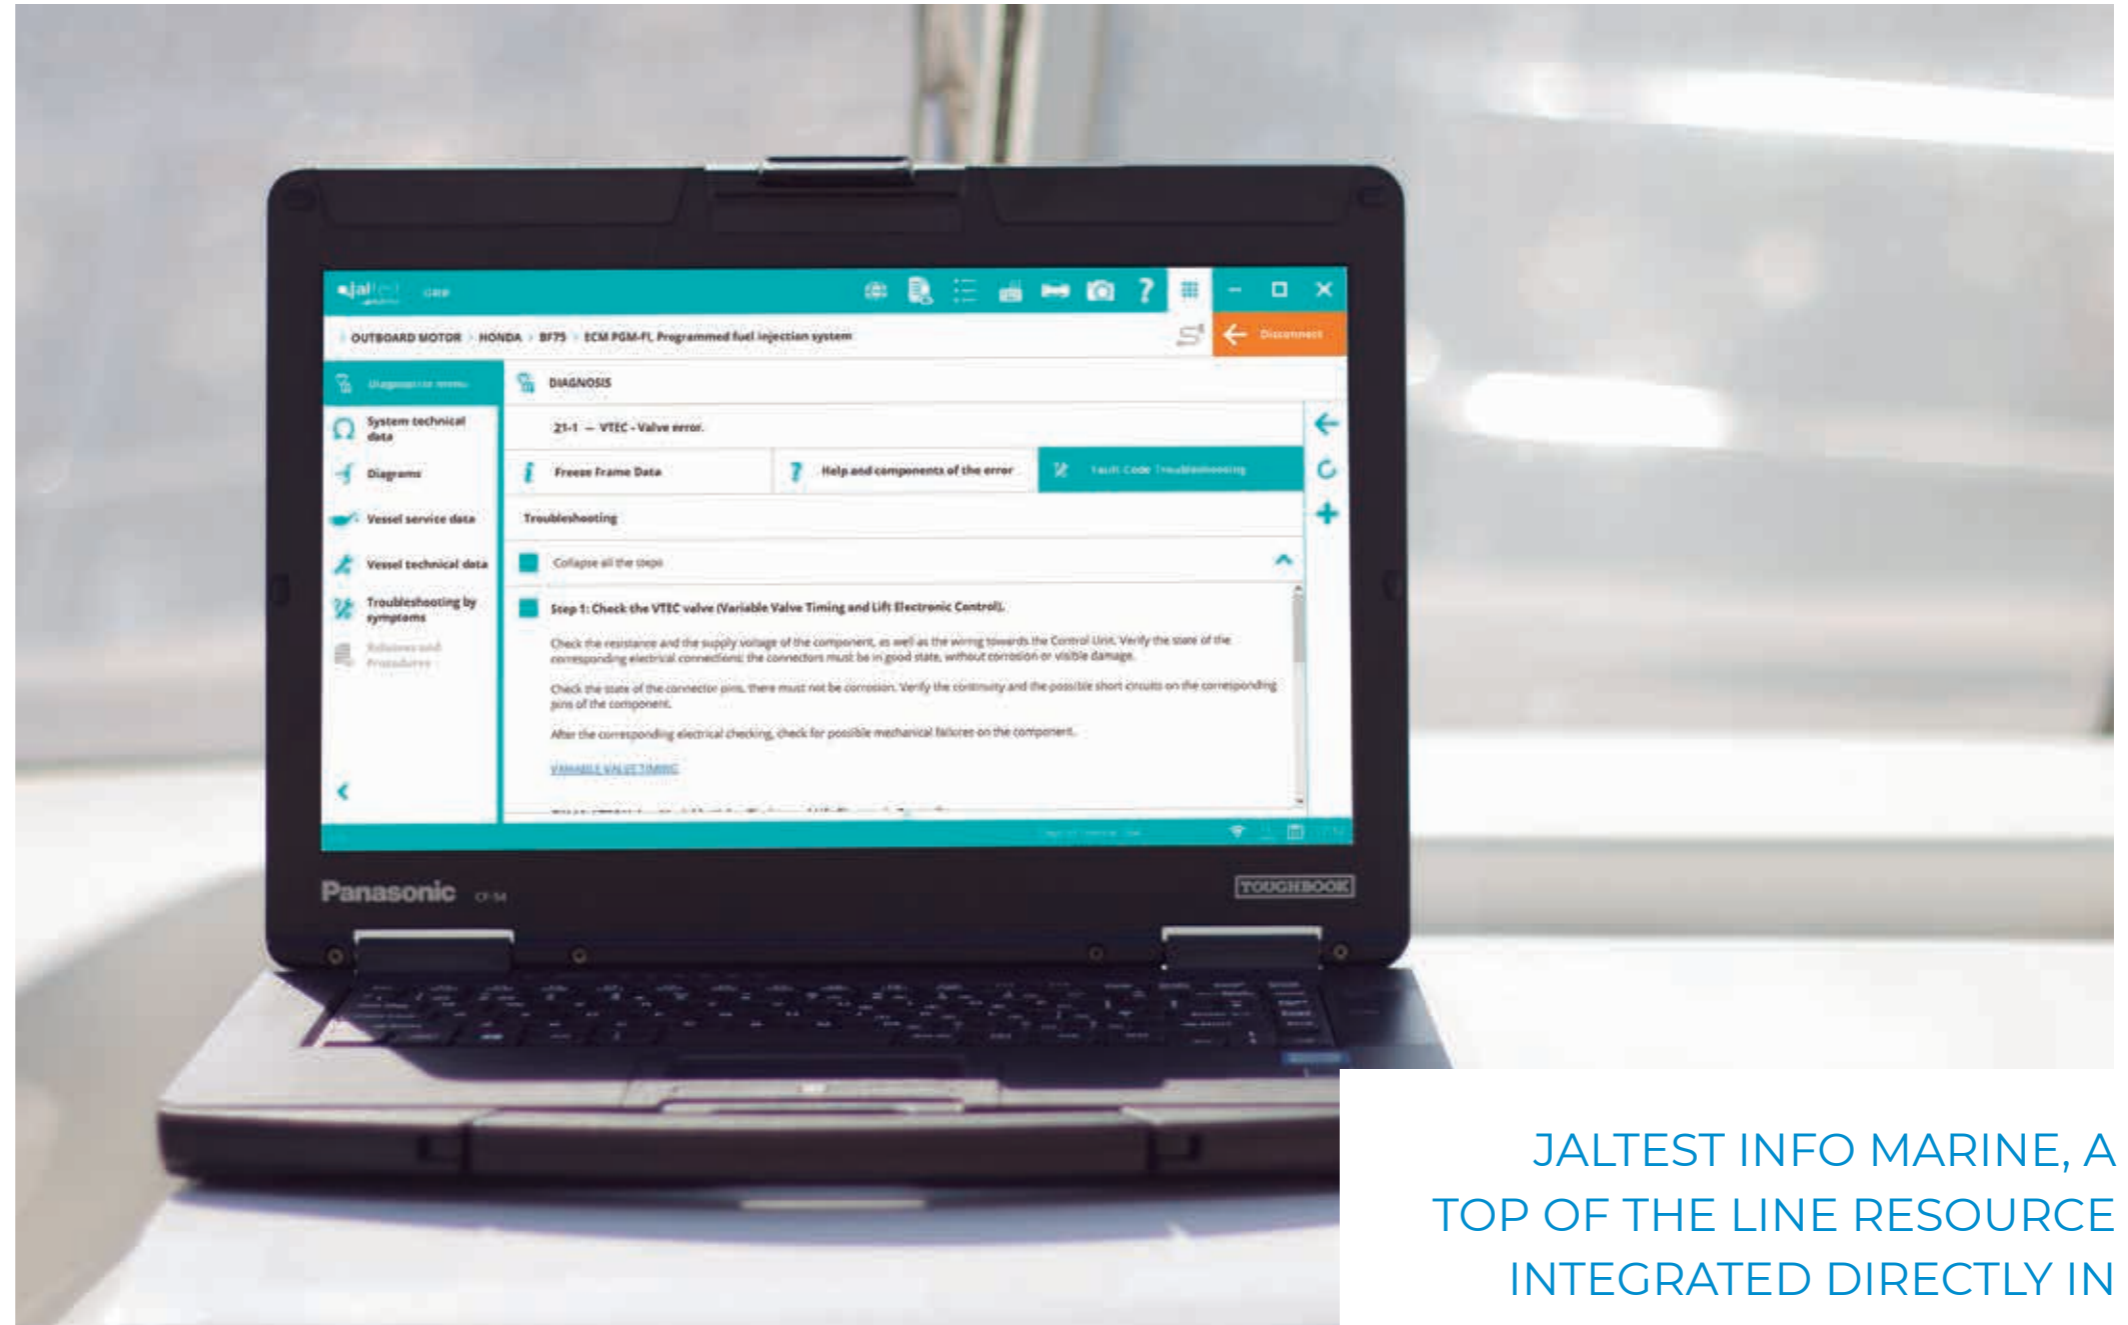 jaltest
OUTBOARD MOTOR > HONDA > BF75 > ECM PGM-FI, Programmed fuel injection system
Disconnect
Diagnostic menu
DIAGNOSIS
System technical
data
21-1 — VTEC - Valve error.
Diagrams
Freeze Frame Data
Help and components of the error
Fault Code Troubleshooting
Vessel service data
Troubleshooting
Vessel technical data
Collapse all the steps
Troubleshooting by
symptoms
Step 1: Check the VTEC valve (Variable Valve Timing and Lift Electronic Control).
Check the resistance and the supply voltage of the component, as well as the wiring towards the Control Unit. Verify the state of the
corresponding electrical connections; the connectors must be in good state, without corrosion or visible damage.
Check the state of the connector pins, there must not be corrosion. Verify the continuity and the possible short circuits on the corresponding
pins of the component.
After the corresponding electrical checking, check for possible mechanical failures on the component.
VARIABLE VALVE TIMING
Panasonic CF-54
TOUGHBOOK
JALTEST INFO MARINE, A
TOP OF THE LINE RESOURCE
INTEGRATED DIRECTLY IN